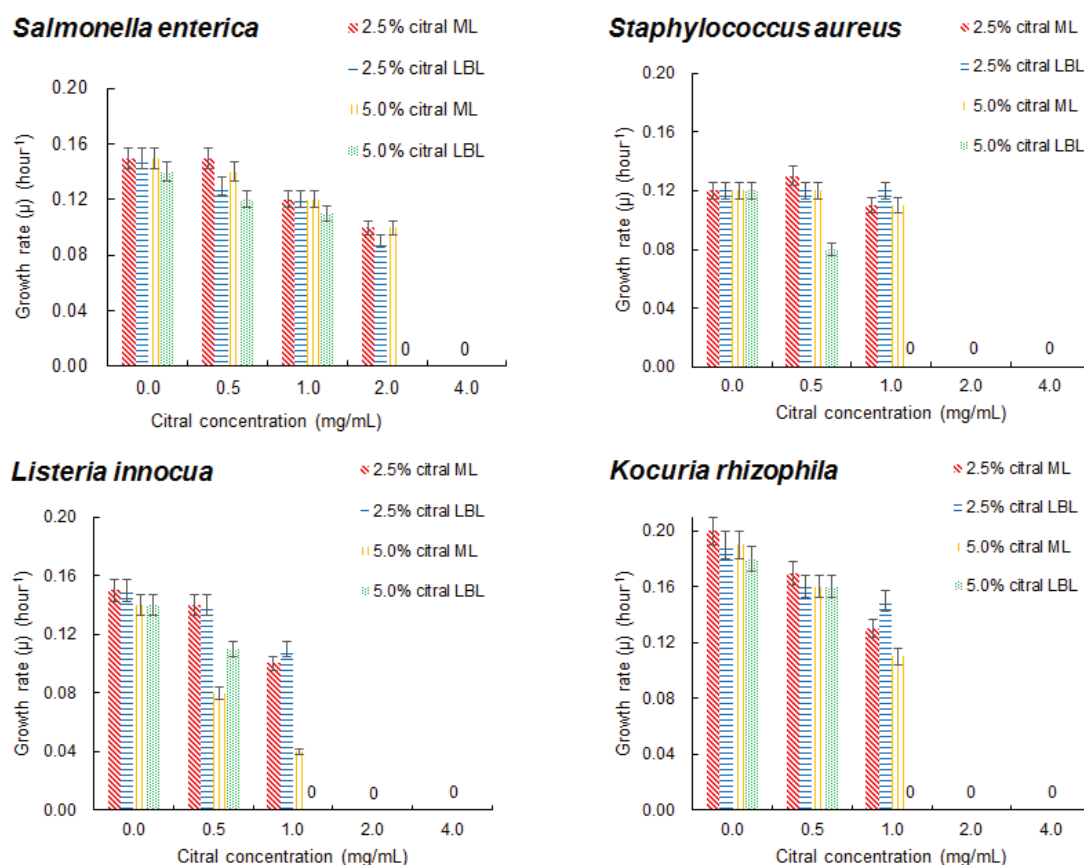 Salmonella enterica
2.5% citral ML
2.5% citral LBL
5.0% citral ML
5.0% citral LBL
Growth rate (µ) (hour⁻¹)
0.20
0.16
0.12
0.08
0.04
0.00
0
0
0.0 0.5 1.0 2.0 4.0
Citral concentration (mg/mL)
Staphylococcus aureus
2.5% citral ML
2.5% citral LBL
5.0% citral ML
5.0% citral LBL
Growth rate (µ) (hour⁻¹)
0.20
0.16
0.12
0.08
0.04
0.00
0 0 0
0.0 0.5 1.0 2.0 4.0
Citral concentration (mg/mL)
Listeria innocua
2.5% citral ML
2.5% citral LBL
5.0% citral ML
5.0% citral LBL
Growth rate (µ) (hour⁻¹)
0.20
0.16
0.12
0.08
0.04
0.00
0 0 0
0.0 0.5 1.0 2.0 4.0
Citral concentration (mg/mL)
Kocuria rhizophila
2.5% citral ML
2.5% citral LBL
5.0% citral ML
5.0% citral LBL
Growth rate (µ) (hour⁻¹)
0.20
0.16
0.12
0.08
0.04
0.00
0 0 0
0.0 0.5 1.0 2.0 4.0
Citral concentration (mg/mL)